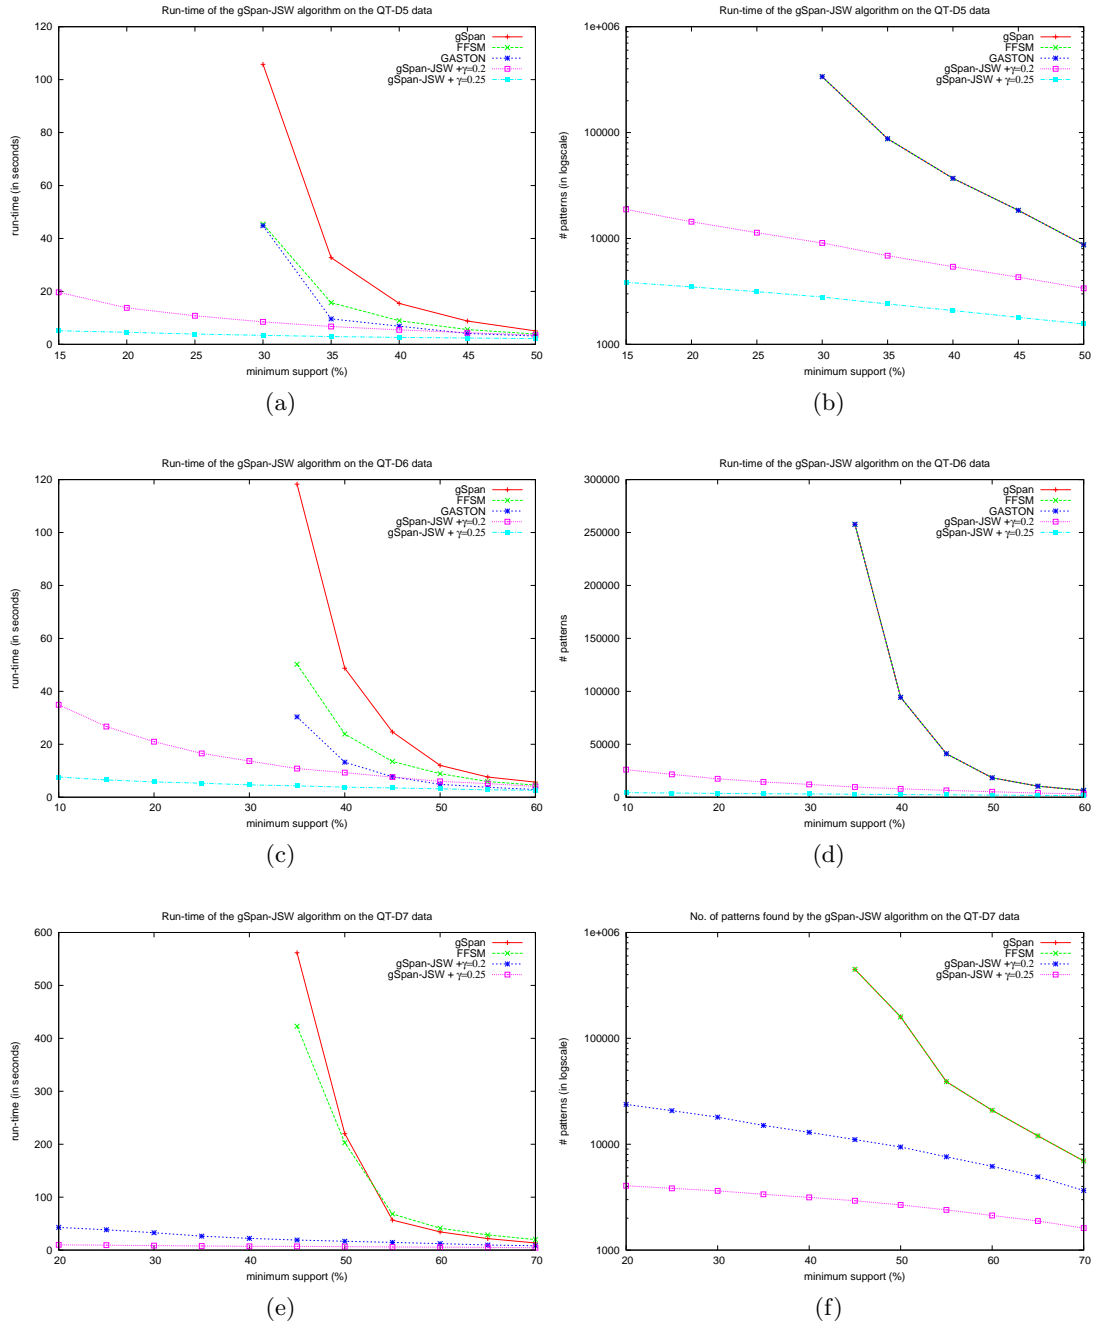 Run-time of the gSpan-JSW algorithm on the QT-D5 data
120
100
80
60
40
20
0
run-time (in seconds)
gSpan
FFSM
GASTON
gSpan-JSW +γ=0.2
gSpan-JSW + γ=0.25
15 20 25 30 35 40 45 50
minimum support (%)
(a)
Run-time of the gSpan-JSW algorithm on the QT-D5 data
1e+006
100000
10000
1000
# patterns (in logscale)
gSpan
FFSM
GASTON
gSpan-JSW +γ=0.2
gSpan-JSW + γ=0.25
15 20 25 30 35 40 45 50
minimum support (%)
(b)
Run-time of the gSpan-JSW algorithm on the QT-D6 data
120
100
80
60
40
20
0
run-time (in seconds)
gSpan
FFSM
GASTON
gSpan-JSW +γ=0.2
gSpan-JSW + γ=0.25
10 20 30 40 50 60
minimum support (%)
(c)
Run-time of the gSpan-JSW algorithm on the QT-D6 data
300000
250000
200000
150000
100000
50000
0
# patterns
gSpan
FFSM
GASTON
gSpan-JSW +γ=0.2
gSpan-JSW + γ=0.25
10 20 30 40 50 60
minimum support (%)
(d)
Run-time of the gSpan-JSW algorithm on the QT-D7 data
600
500
400
300
200
100
0
run-time (in seconds)
gSpan
FFSM
gSpan-JSW +γ=0.2
gSpan-JSW + γ=0.25
20 30 40 50 60 70
minimum support (%)
(e)
No. of patterns found by the gSpan-JSW algorithm on the QT-D7 data
1e+006
100000
10000
1000
# patterns (in logscale)
gSpan
FFSM
gSpan-JSW +γ=0.2
gSpan-JSW + γ=0.25
20 30 40 50 60 70
minimum support (%)
(f)